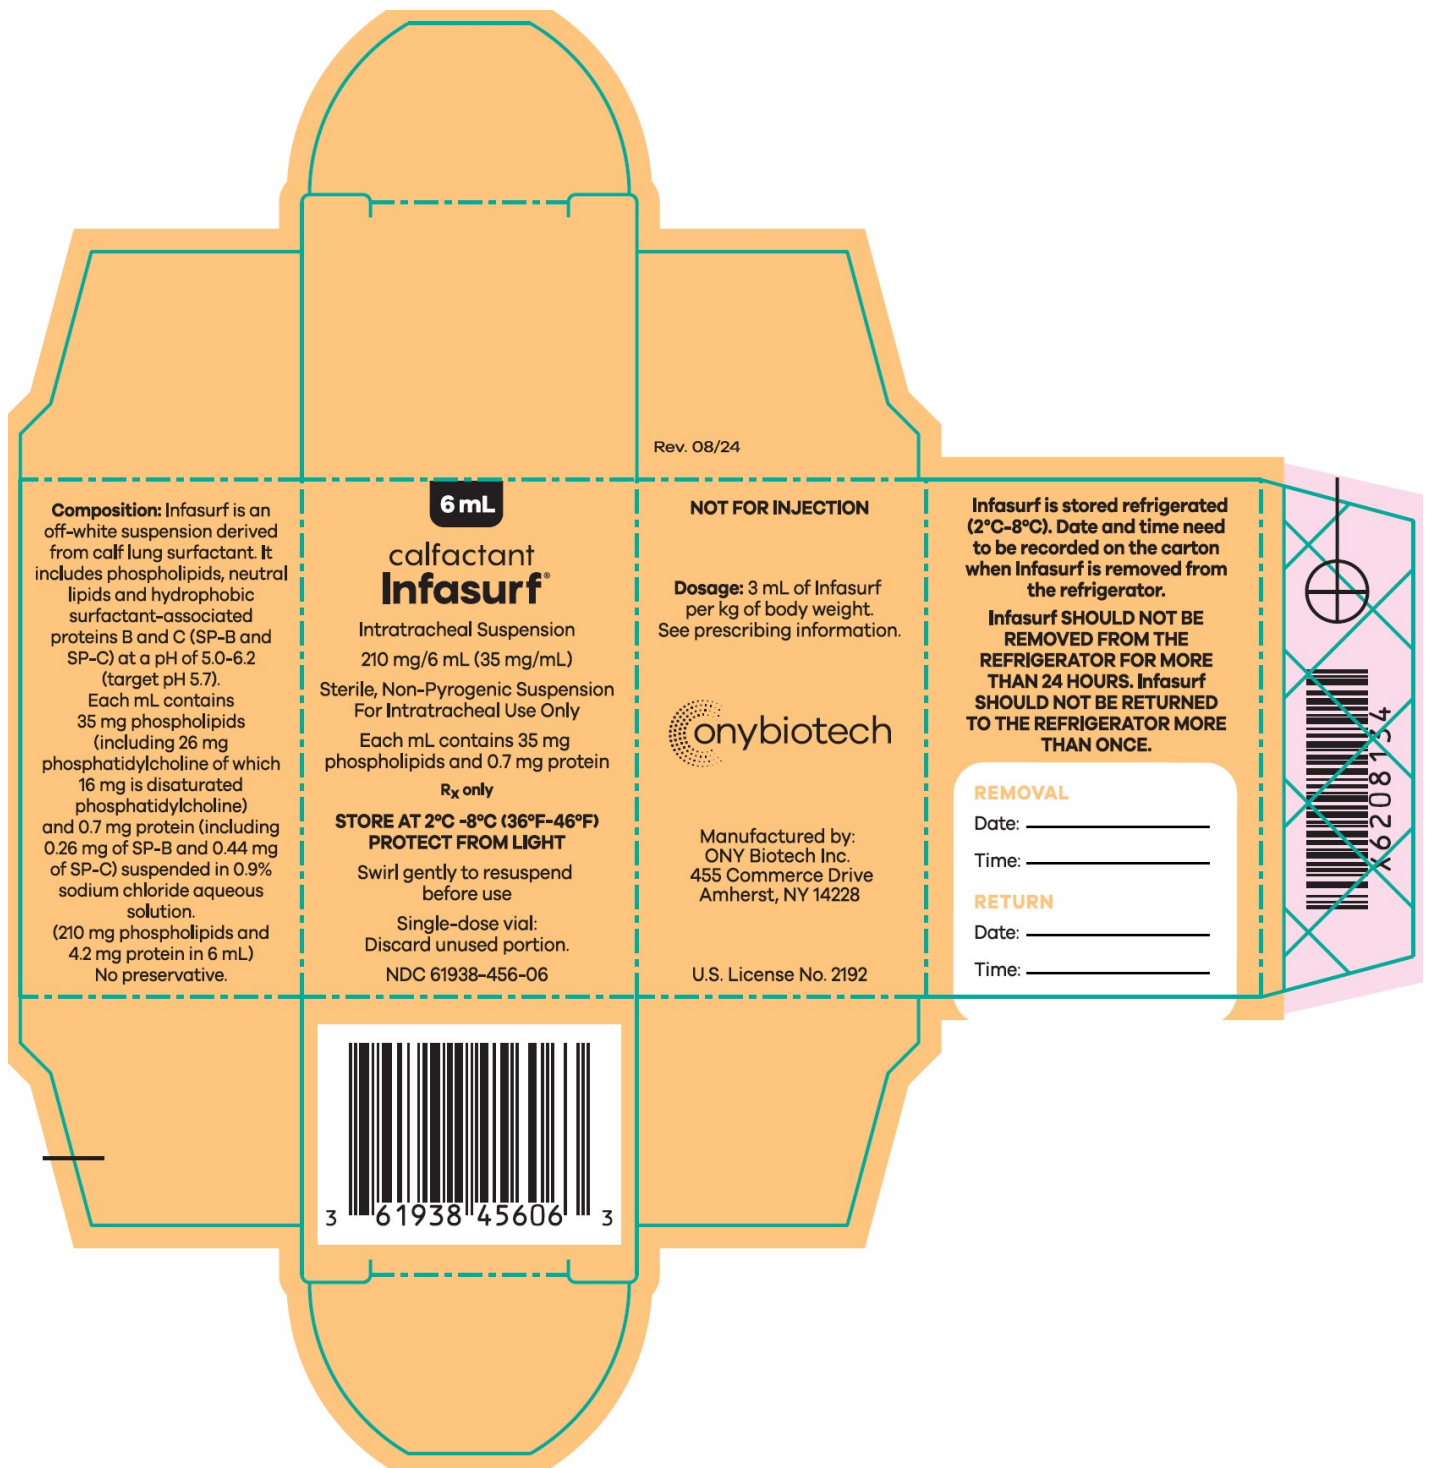 Rev. 08/24
Composition: Infasurf is an
off-white suspension derived
from calf lung surfactant. It
includes phospholipids, neutral
lipids and hydrophobic
surfactant-associated
proteins B and C (SP-B and
SP-C) at a pH of 5.0-6.2
(target pH 5.7).
Each mL contains
35 mg phospholipids
(including 26 mg
phosphatidylcholine of which
16 mg is disaturated
phosphatidylcholine)
and 0.7 mg protein (including
0.26 mg of SP-B and 0.44 mg
of SP-C) suspended in 0.9%
sodium chloride aqueous
solution.
(210 mg phospholipids and
4.2 mg protein in 6 mL)
No preservative.
6 mL
calfactant
Infasurf®
Intratracheal Suspension
210 mg/6 mL (35 mg/mL)
Sterile, Non-Pyrogenic Suspension
For Intratracheal Use Only
Each mL contains 35 mg
phospholipids and 0.7 mg protein
Rx only
STORE AT 2°C -8°C (36°F-46°F)
PROTECT FROM LIGHT
Swirl gently to resuspend
before use
Single-dose vial:
Discard unused portion.
NDC 61938-456-06
3 61938 45606 3
NOT FOR INJECTION
Dosage: 3 mL of Infasurf
per kg of body weight.
See prescribing information.
onybiotech
Manufactured by:
ONY Biotech Inc.
455 Commerce Drive
Amherst, NY 14228
U.S. License No. 2192
Infasurf is stored refrigerated
(2°C-8°C). Date and time need
to be recorded on the carton
when Infasurf is removed from
the refrigerator.
Infasurf SHOULD NOT BE
REMOVED FROM THE
REFRIGERATOR FOR MORE
THAN 24 HOURS. Infasurf
SHOULD NOT BE RETURNED
TO THE REFRIGERATOR MORE
THAN ONCE.
REMOVAL
Date:
Time:
RETURN
Date:
Time:
X6208134